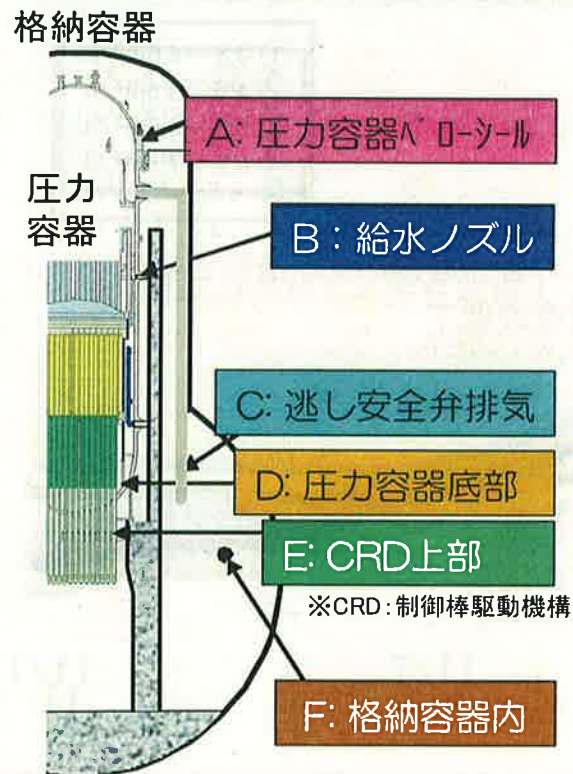 格納容器
A: 圧力容器ベローシール
圧力
容器
B：給水ノズル
C: 逃し安全弁排気
D: 圧力容器底部
E: CRD上部
※CRD：制御棒駆動機構
F: 格納容器内